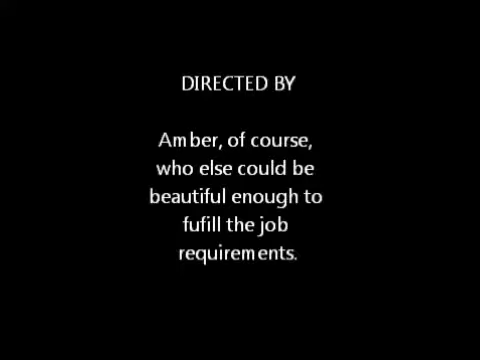 DIRECTED BY
Amber, of course,
who else could be
beautiful enough to
fufill the job
requirements.